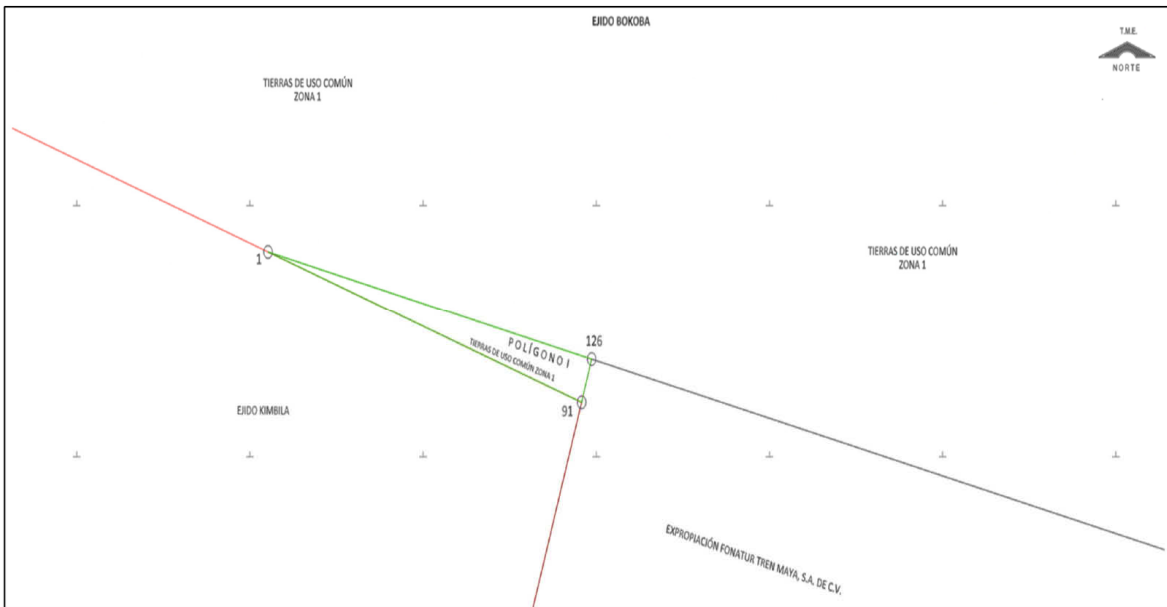 EJIDO BOKOBA
T.M.E.
NORTE
TIERRAS DE USO COMÚN
ZONA 1
TIERRAS DE USO COMÚN
ZONA 1
1
126
POLÍGONO I
TIERRAS DE USO COMÚN ZONA 1
91
EJIDO KIMBILA
EXPROPIACIÓN FONATUR TREN MAYA, S.A. DE C.V.